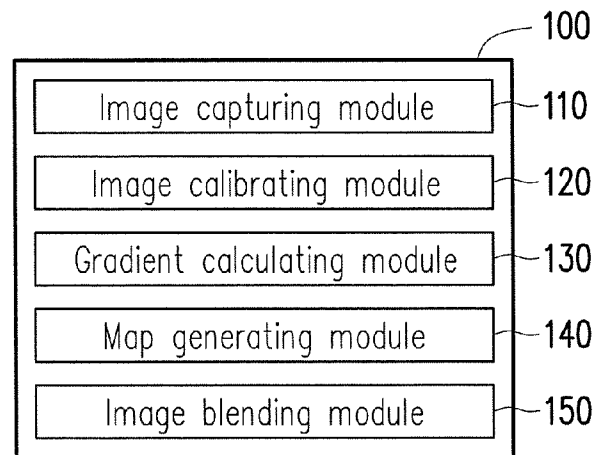 100
Image capturing module 110
Image calibrating module 120
Gradient calculating module 130
Map generating module 140
Image blending module 150